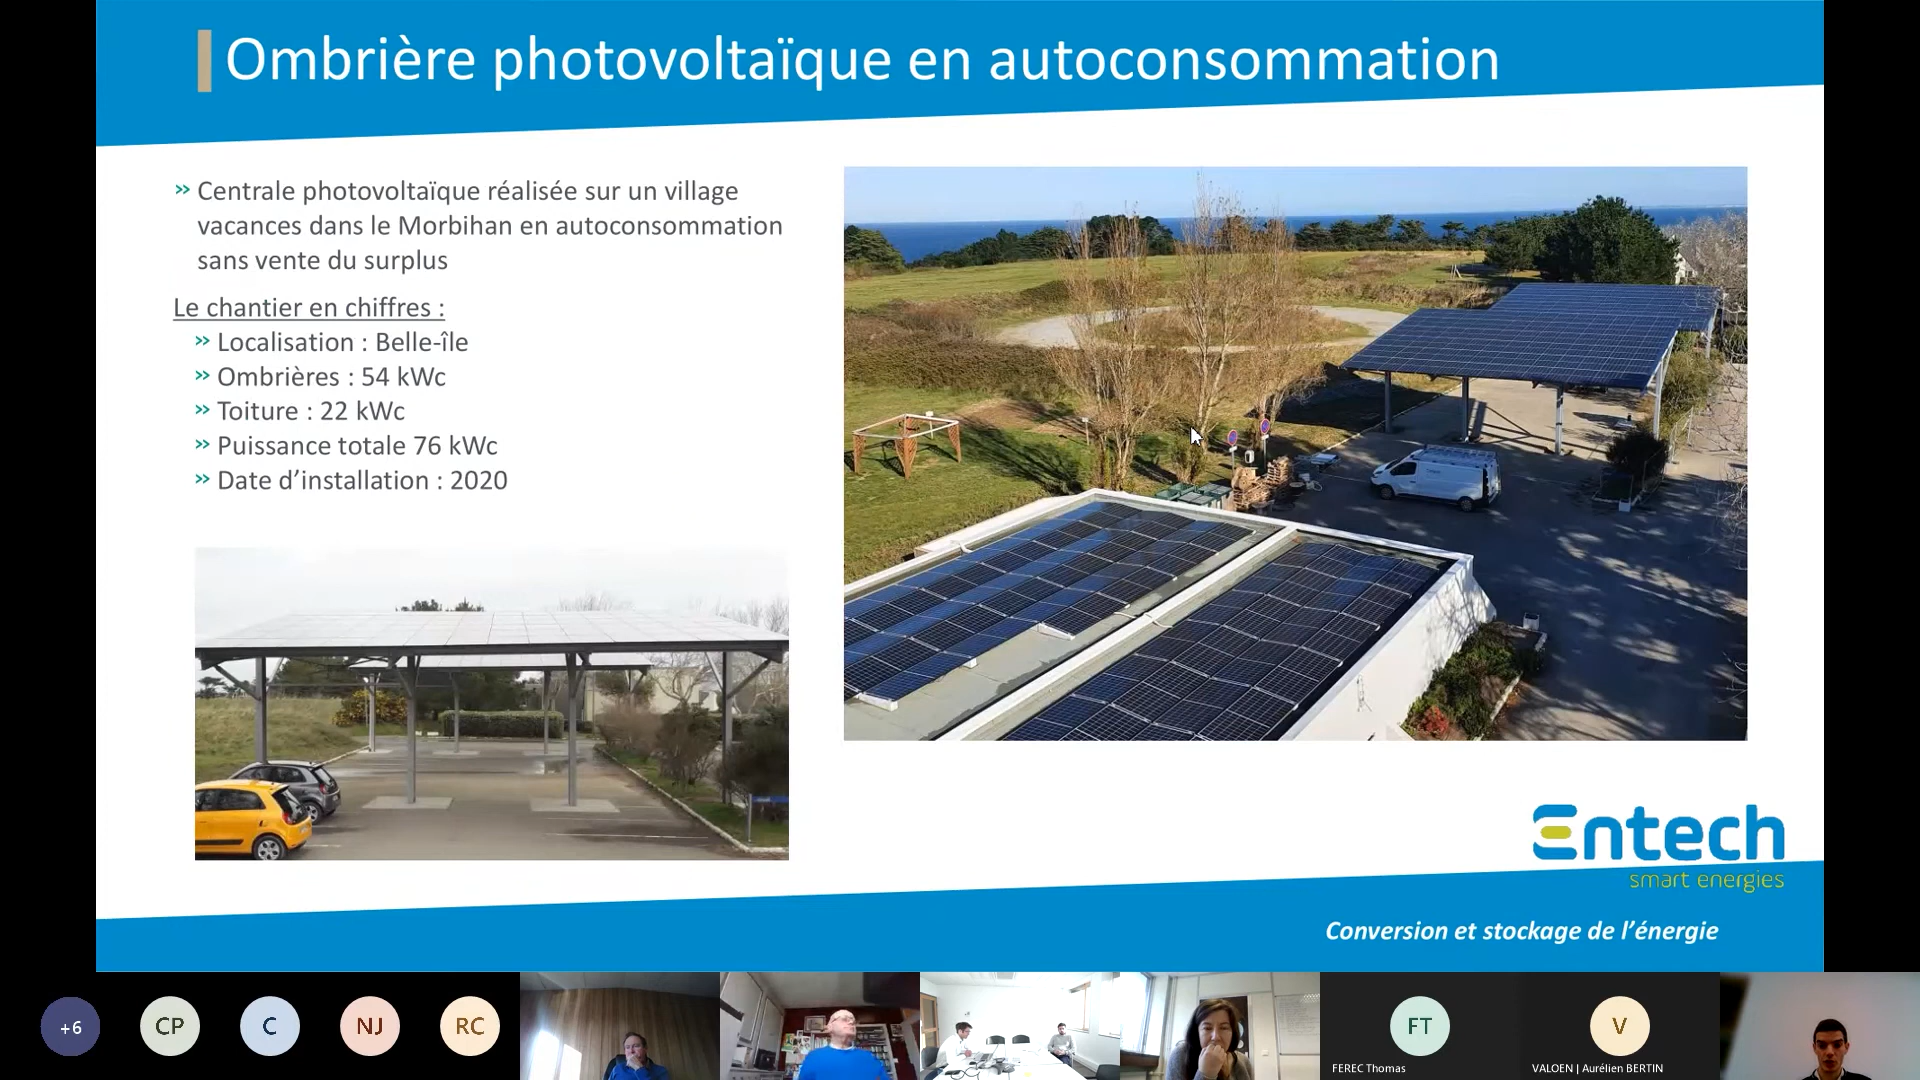 Ombrière photovoltaïque en autoconsommation
» Centrale photovoltaïque réalisée sur un village
vacances dans le Morbihan en autoconsommation
sans vente du surplus
Le chantier en chiffres :
» Localisation : Belle-île
» Ombrières : 54 kWc
» Toiture : 22 kWc
» Puissance totale 76 kWc
» Date d’installation : 2020
Entech
smart energies
Conversion et stockage de l’énergie
+6
CP
C
NJ
RC
FT
V
FEREC Thomas
VALOEN | Aurélien BERTIN